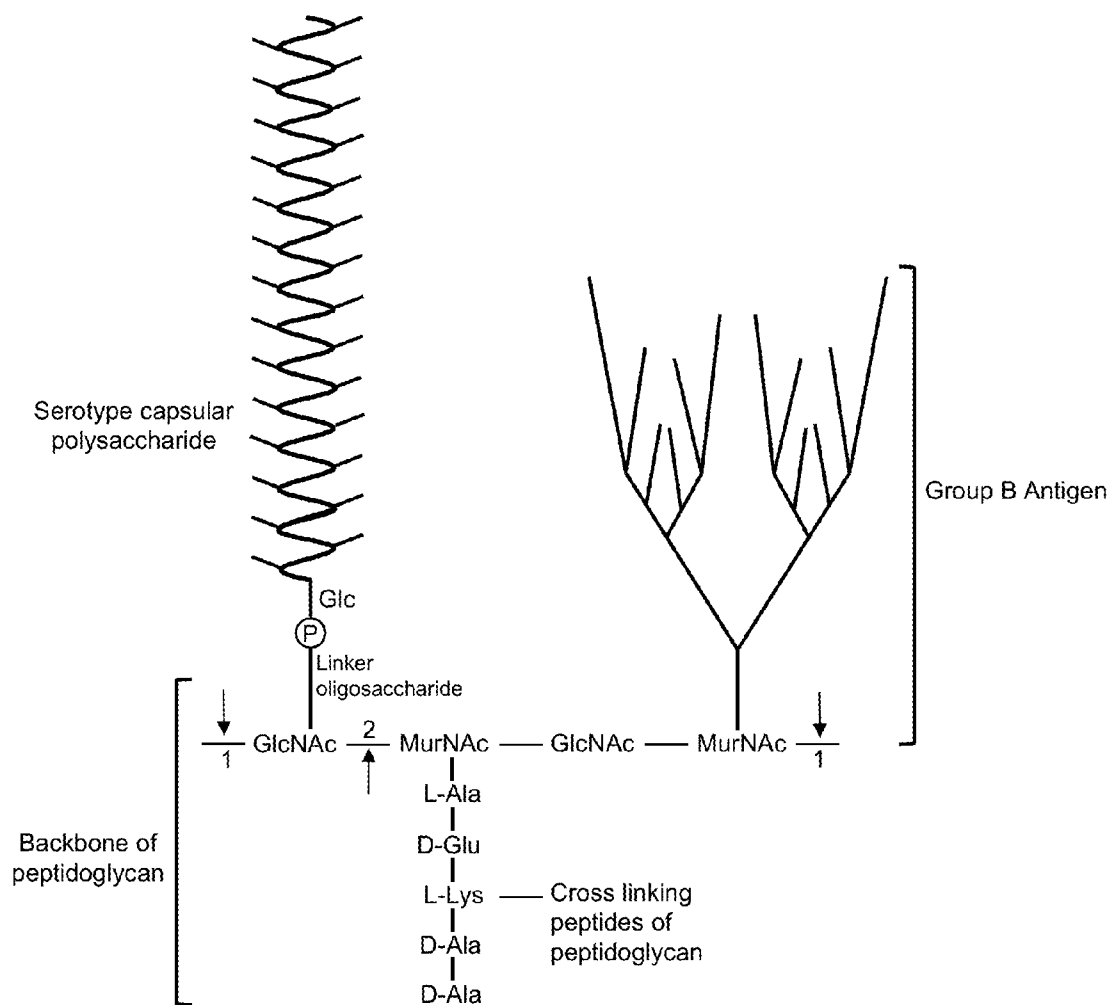 Serotype capsular
polysaccharide
Group B Antigen
Glc
P
Linker
oligosaccharide
1 GlcNAc 2 MurNAc GlcNAc MurNAc 1
L-Ala
D-Glu
L-Lys
D-Ala
D-Ala
Backbone of
peptidoglycan
Cross linking
peptides of
peptidoglycan